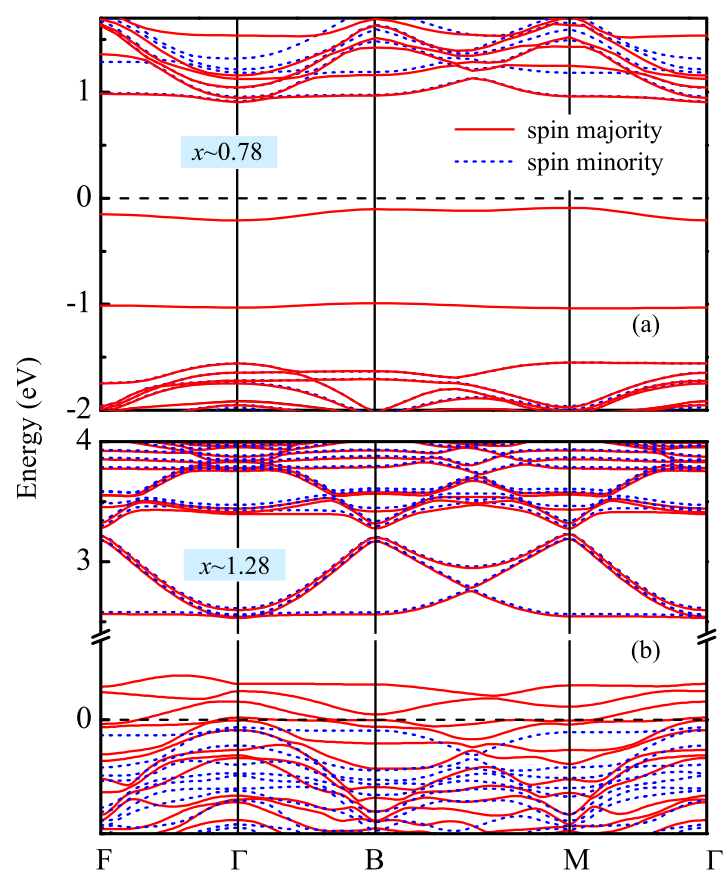 1
x~0.78
spin majority
spin minority
0
-1
(a)
-2
Energy (eV)
4
3
x~1.28
(b)
0
F Γ B M Γ